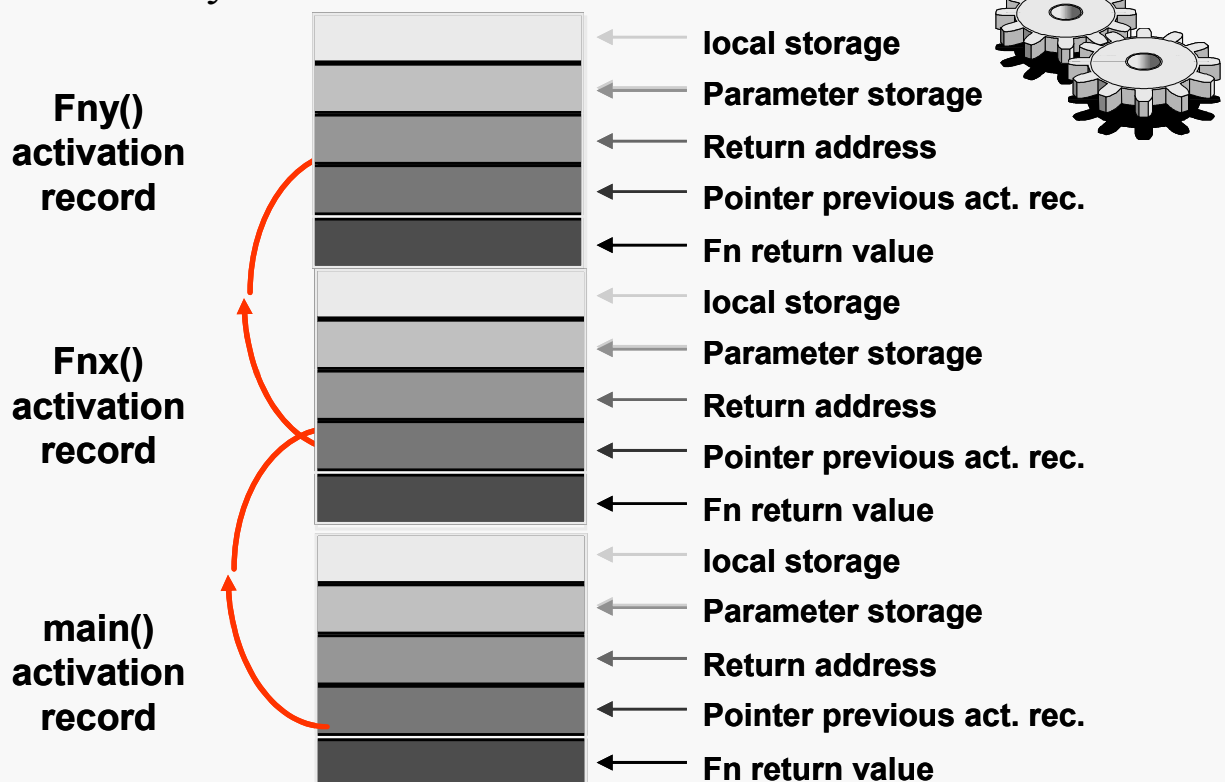 Fny()
activation
record
local storage
Parameter storage
Return address
Pointer previous act. rec.
Fn return value
Fnx()
activation
record
local storage
Parameter storage
Return address
Pointer previous act. rec.
Fn return value
main()
activation
record
local storage
Parameter storage
Return address
Pointer previous act. rec.
Fn return value